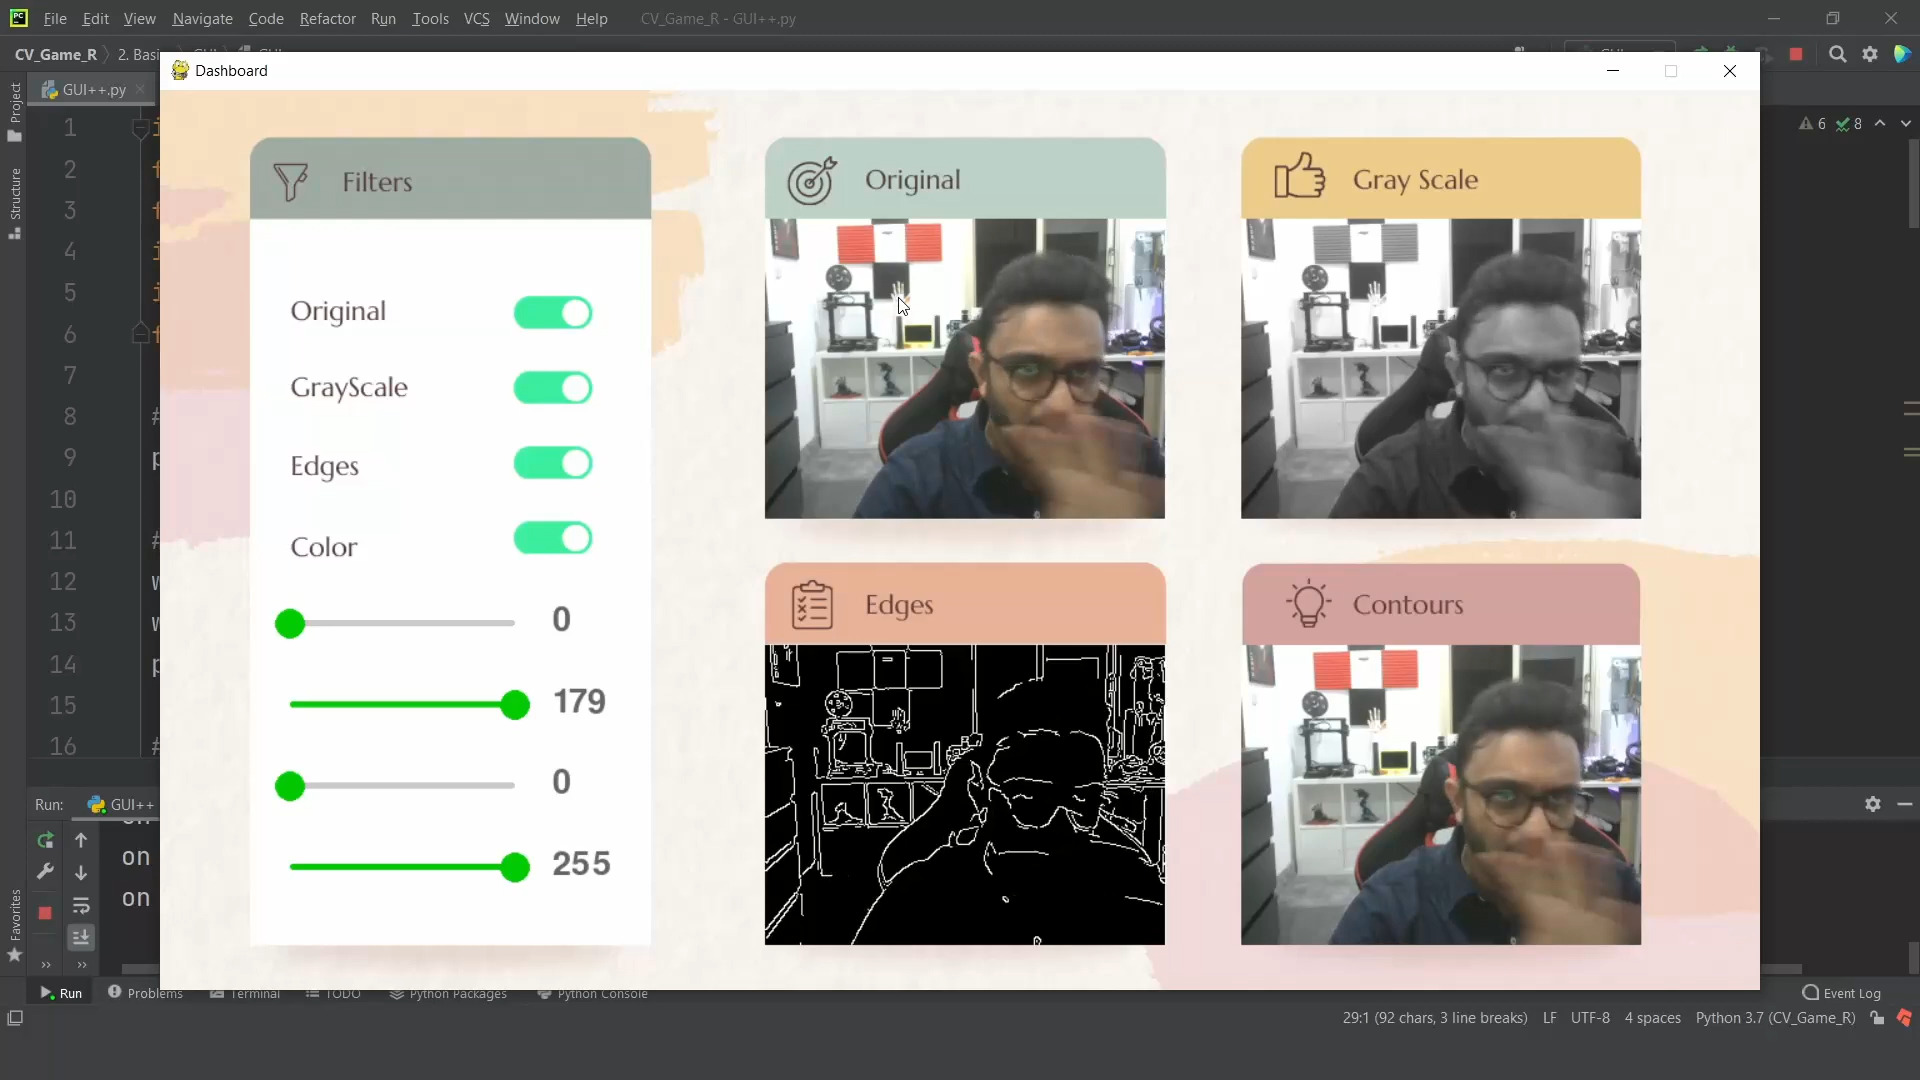 File Edit View Navigate Code Refactor Run Tools VCS Window Help CV_Game_R - GUI++.py
CV_Game_R 2. Basi
Dashboard
Project
Structure
Favorites
GUI++.py
6 8
1
2
3
4
5
6
7
8
9
10
11
12
13
14
15
16
Filters
Original
GrayScale
Edges
Color
0
179
0
255
Original
Gray Scale
Edges
Contours
Run: GUI++
on
on
Run Problems Terminal TODO Python Packages Python Console Event Log
29:1 (92 chars, 3 line breaks) LF UTF-8 4 spaces Python 3.7 (CV_Game_R)